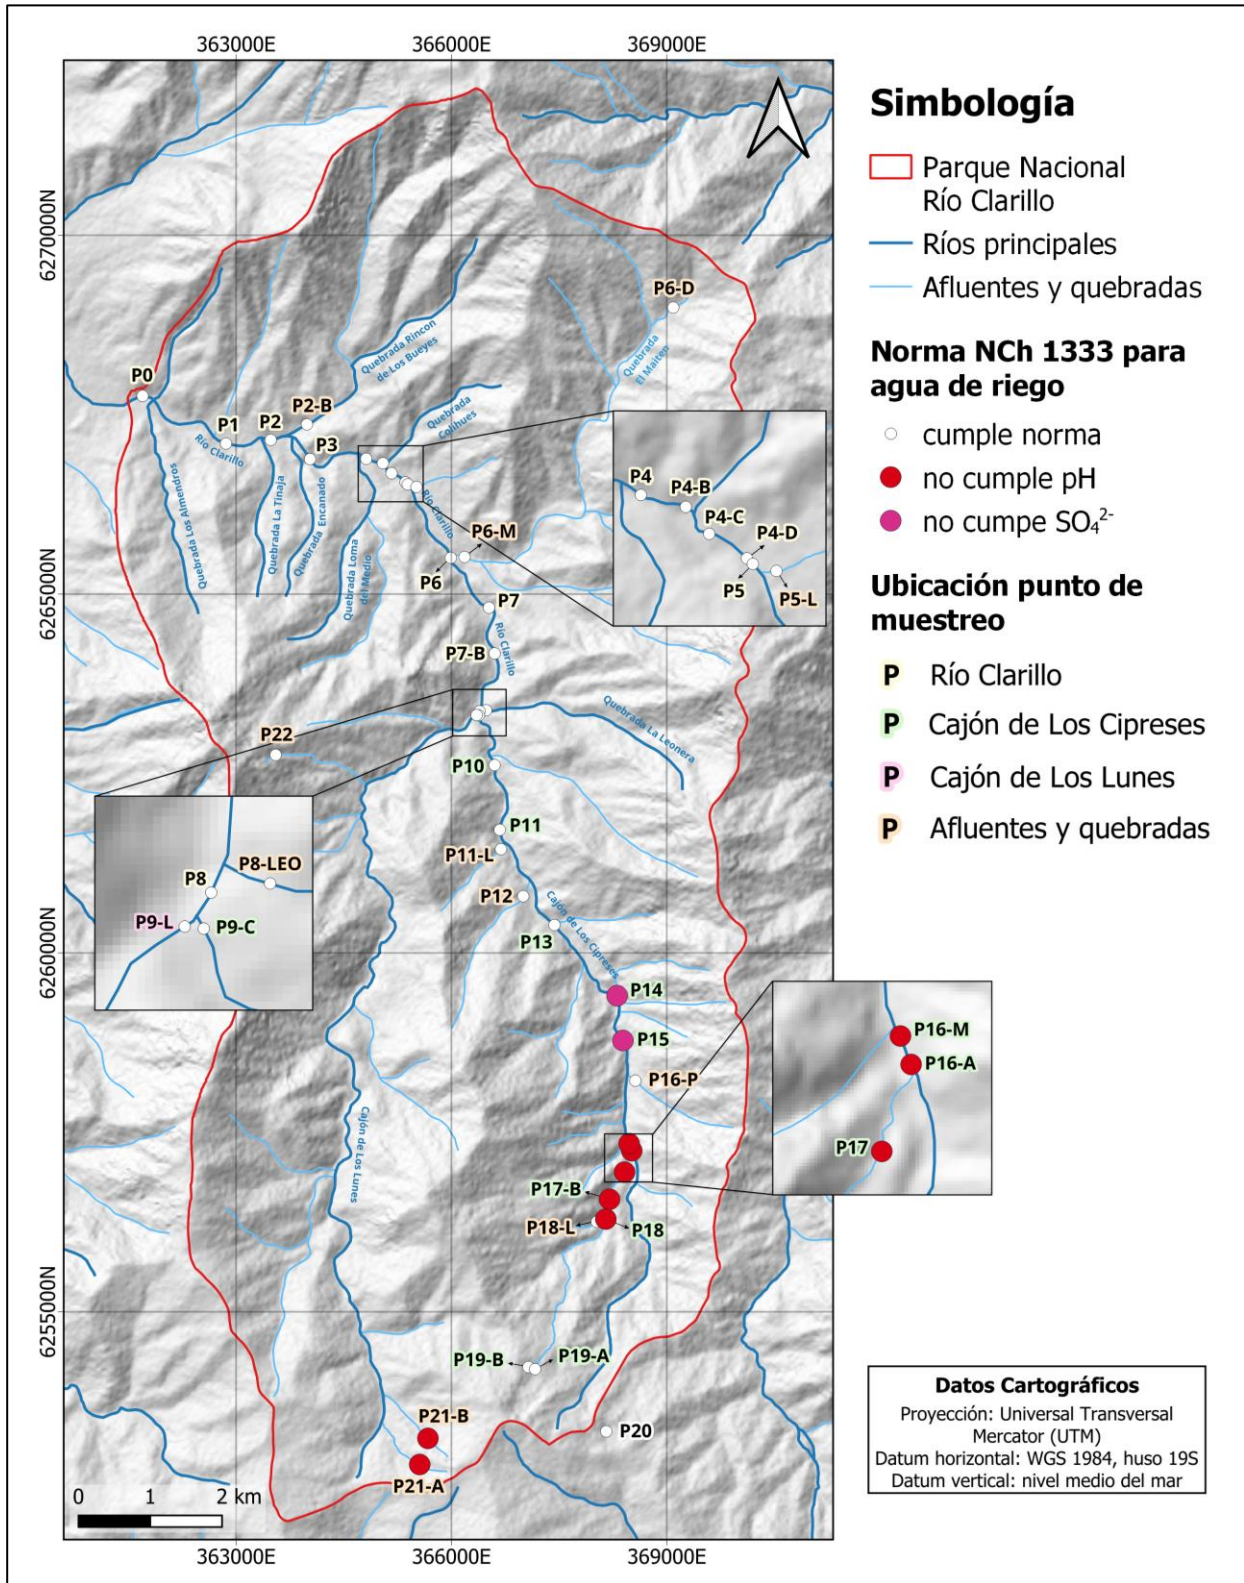 363000E
366000E
369000E
6270000N
6265000N
6260000N
6255000N
P0
P1
P2
P2-B
P3
P6-D
Quebrada Rincon
de Los Bueyes
Quebrada
El Maiten
Quebrada
Colihues
Río Clarillo
Quebrada Los Almendros
Quebrada La Tinaja
Quebrada Encanado
Quebrada Loma
del Medio
Río Clarillo
P4
P4-B
P4-C
P4-D
P5
P5-L
P6-M
P6
P7
Río Clarillo
P7-B
Quebrada La Leonera
P22
P10
P11
P11-L
P12
P13
Cajón de Los Cipreses
P8-LEO
P8
P9-L
P9-C
P14
P15
P16-P
P16-M
P16-A
P17
Cajón de Los Lunes
P17-B
P18-L
P18
P19-B
P19-A
P20
P21-B
P21-A
0 1 2 km
363000E
366000E
369000E
Simbología
Parque Nacional
Río Clarillo
Ríos principales
Afluentes y quebradas
Norma NCh 1333 para
agua de riego
cumple norma
no cumple pH
no cumpe SO₄²⁻
Ubicación punto de
muestreo
P Río Clarillo
P Cajón de Los Cipreses
P Cajón de Los Lunes
P Afluentes y quebradas
Datos Cartográficos
Proyección: Universal Transversal
Mercator (UTM)
Datum horizontal: WGS 1984, huso 19S
Datum vertical: nivel medio del mar